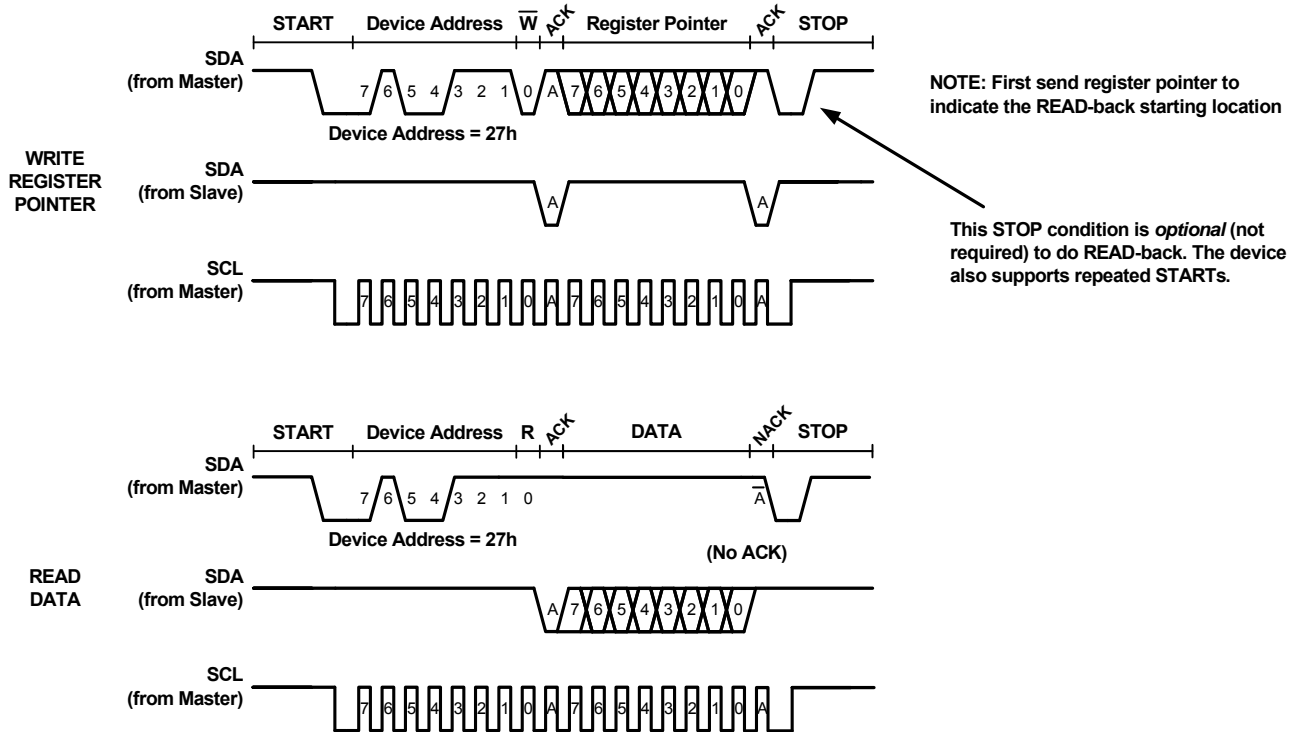 START Device Address W̅ ACK Register Pointer ACK STOP
SDA
(from Master)
7 6 5 4 3 2 1 0 A 7 6 5 4 3 2 1 0
Device Address = 27h
NOTE: First send register pointer to
indicate the READ-back starting location
WRITE
REGISTER
POINTER
SDA
(from Slave)
A A
This STOP condition is optional (not
required) to do READ-back. The device
also supports repeated STARTs.
SCL
(from Master)
7 6 5 4 3 2 1 0 A 7 6 5 4 3 2 1 0 A
START Device Address R ACK DATA NACK STOP
SDA
(from Master)
7 6 5 4 3 2 1 0 A̅
Device Address = 27h
(No ACK)
READ
DATA
SDA
(from Slave)
A 7 6 5 4 3 2 1 0
SCL
(from Master)
7 6 5 4 3 2 1 0 A 7 6 5 4 3 2 1 0 A